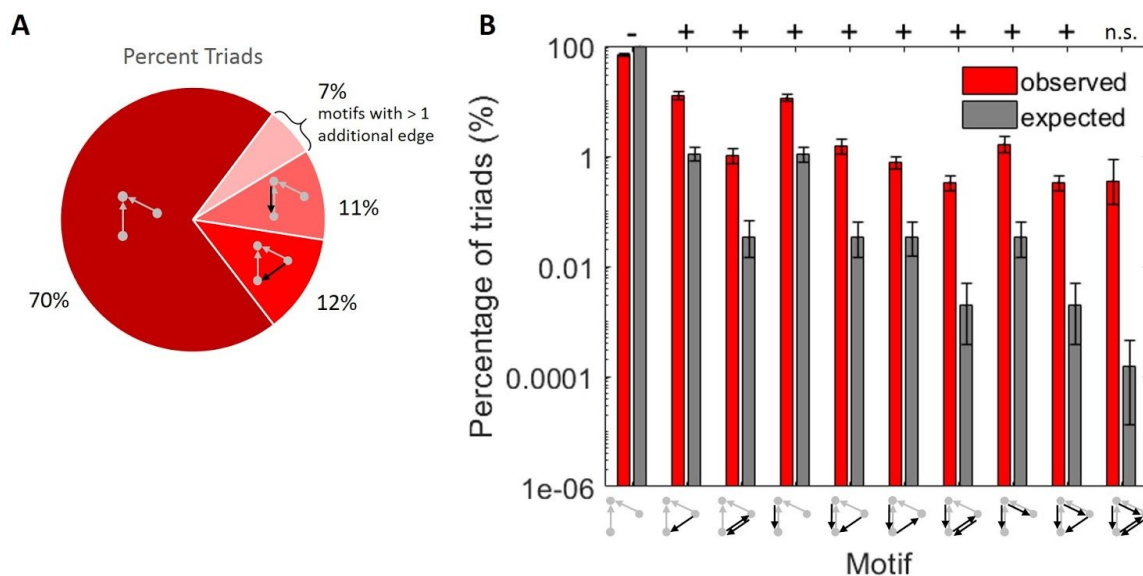 A
Percent Triads
7%
motifs with > 1
additional edge
11%
12%
70%
B
- + + + + + + + + n.s.
Percentage of triads (%)
100
1
0.01
0.0001
1e-06
observed
expected
Motif